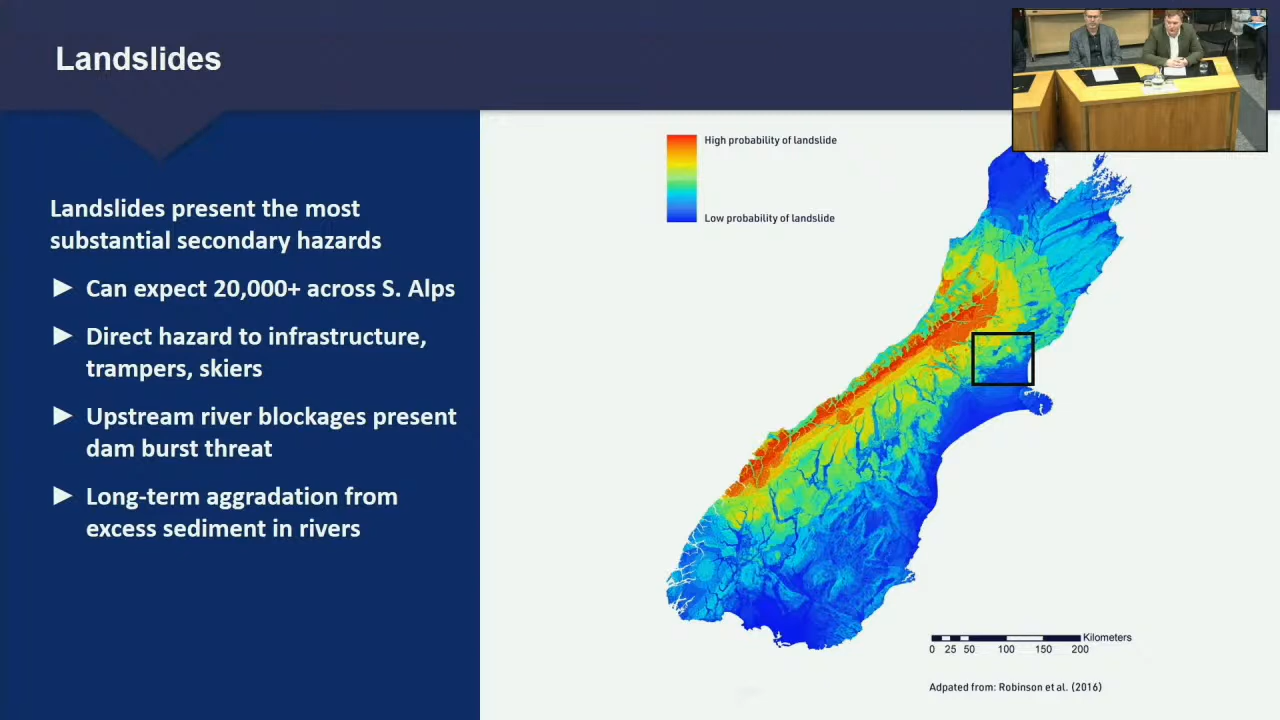 Landslides
Landslides present the most
substantial secondary hazards
► Can expect 20,000+ across S. Alps
► Direct hazard to infrastructure,
trampers, skiers
► Upstream river blockages present
dam burst threat
► Long-term aggradation from
excess sediment in rivers
High probability of landslide
Low probability of landslide
Kilometers
0 25 50 100 150 200
Adpated from: Robinson et al. (2016)